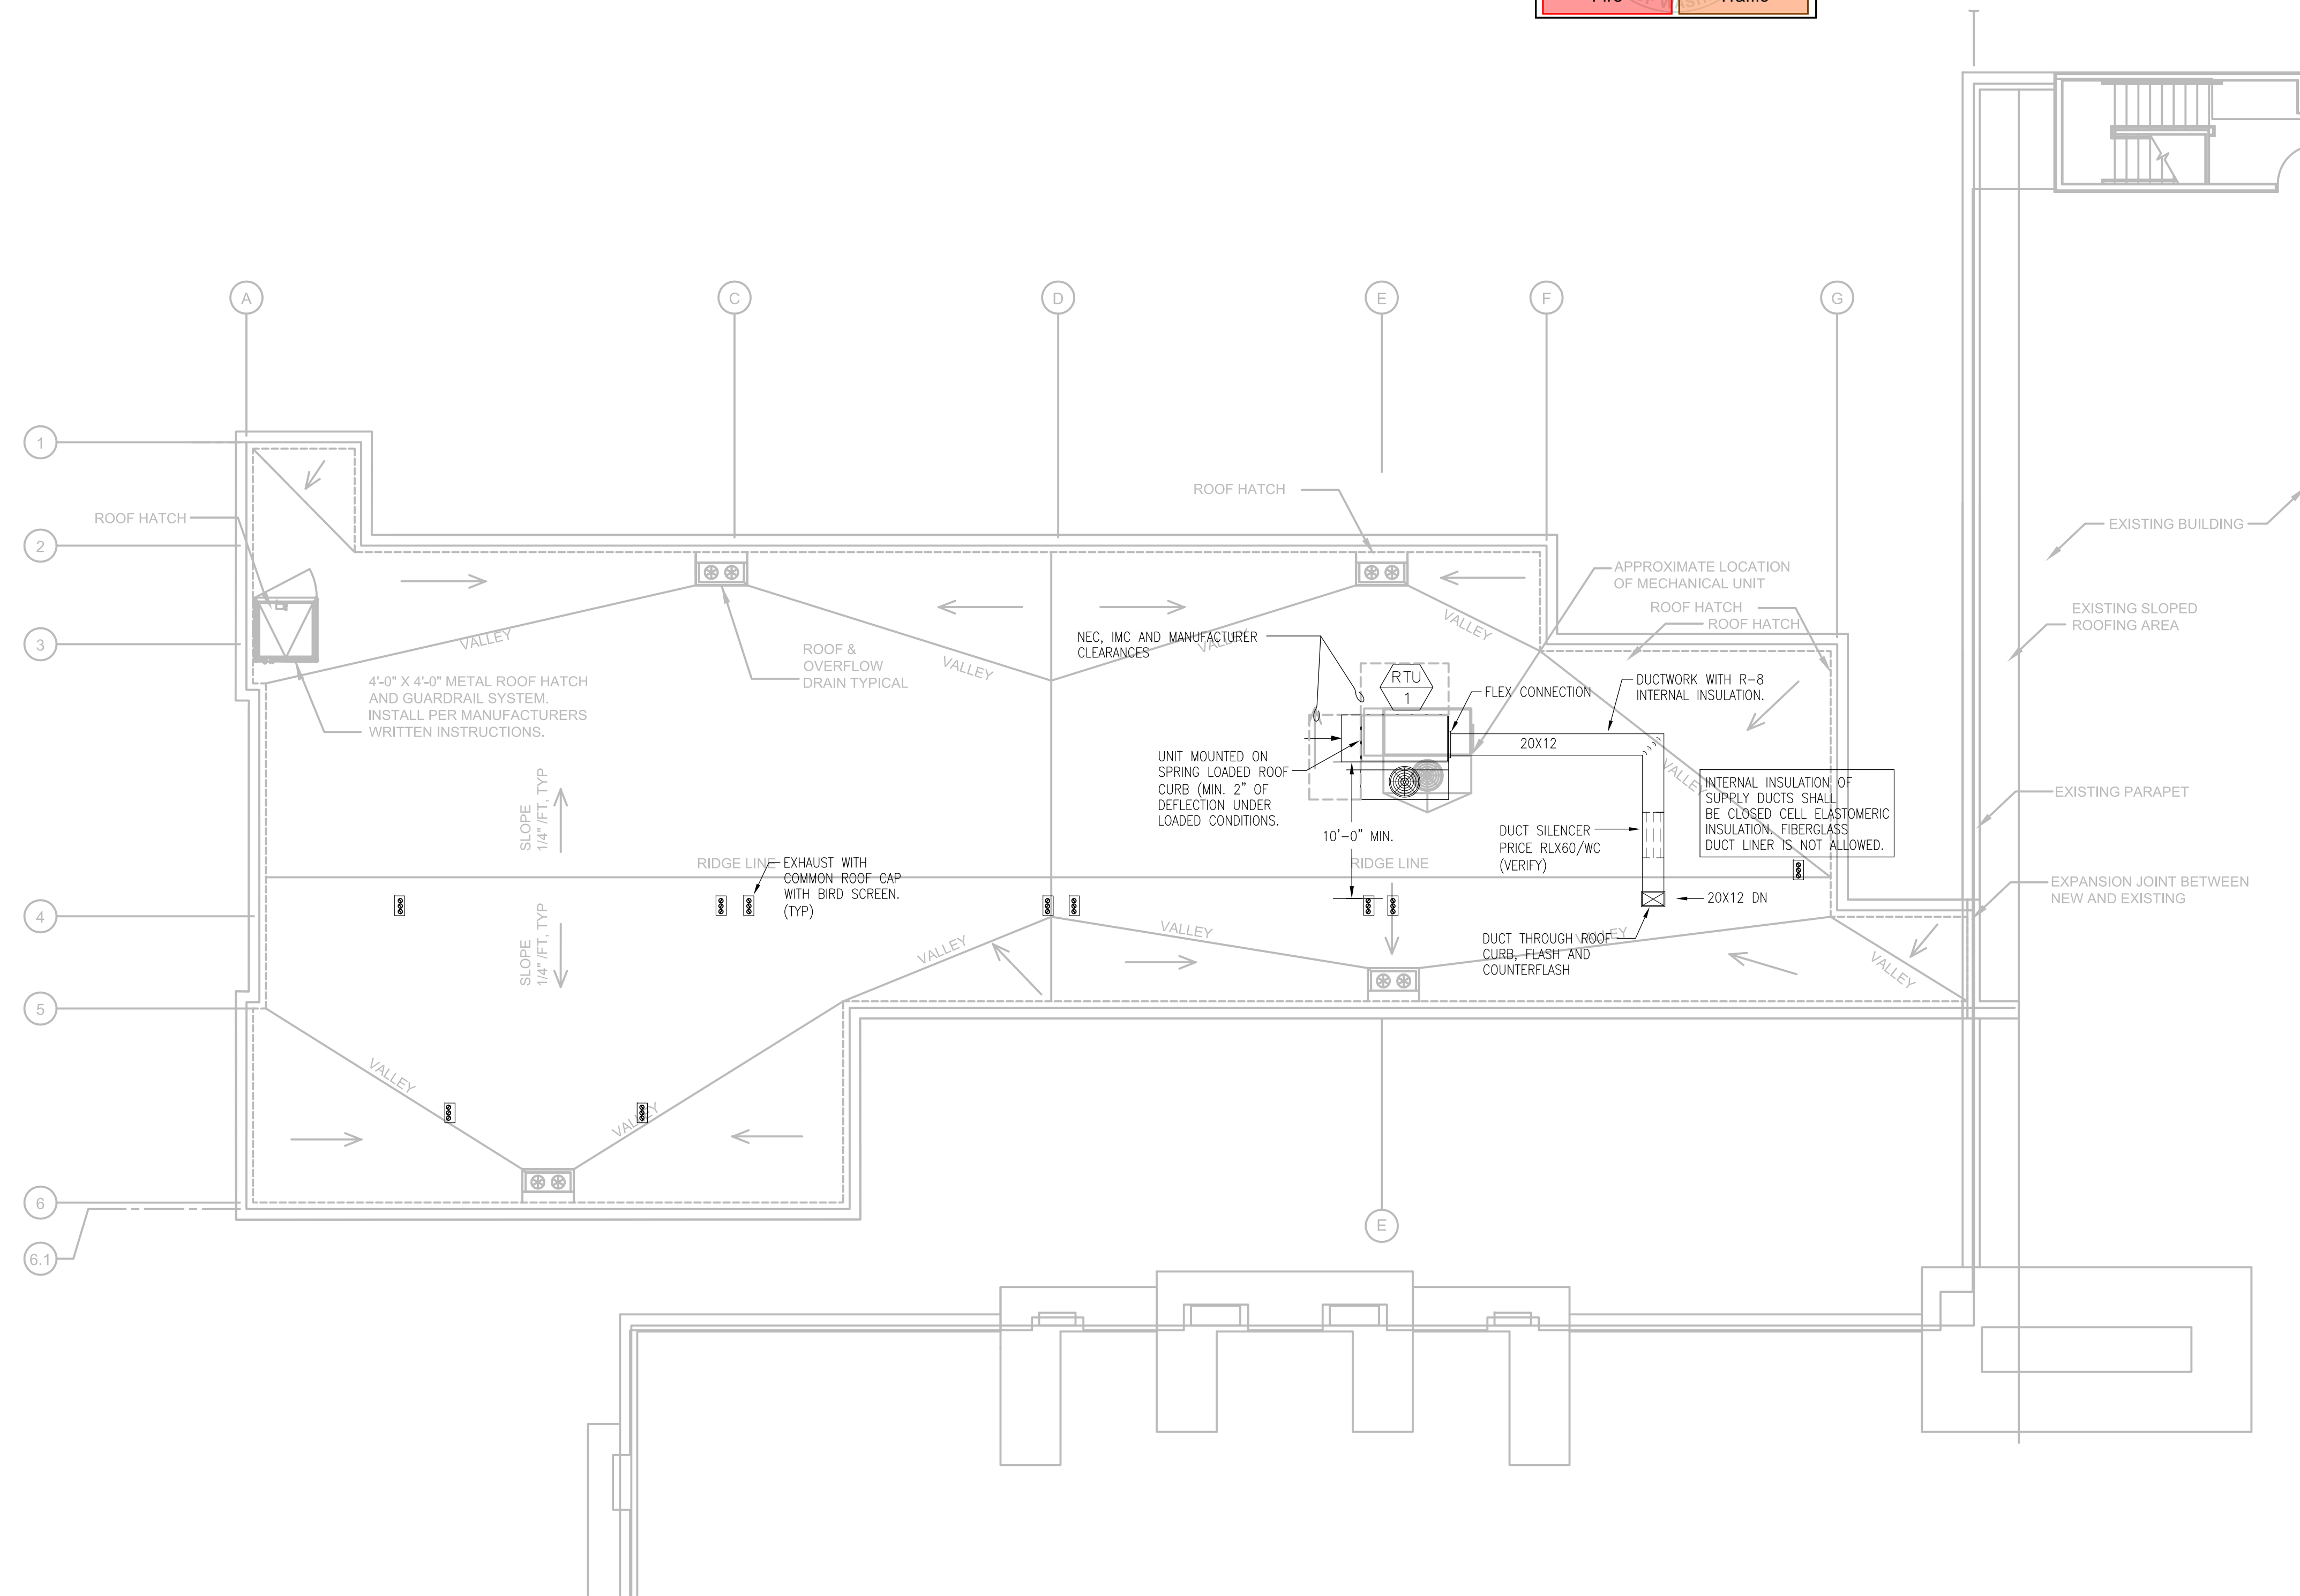 WASH
A
C
D
E
F
G
1
ROOF HATCH
ROOF HATCH
2
EXISTING BUILDING
APPROXIMATE LOCATION
OF MECHANICAL UNIT
ROOF HATCH
ROOF HATCH
EXISTING SLOPED
ROOFING AREA
3
VALLEY
ROOF &
OVERFLOW
DRAIN TYPICAL
VALLEY
NEC, IMC AND MANUFACTURER
CLEARANCES
VALLEY
VALLEY
4'-0" X 4'-0" METAL ROOF HATCH
AND GUARDRAIL SYSTEM.
INSTALL PER MANUFACTURERS
WRITTEN INSTRUCTIONS.
RTU
1
FLEX CONNECTION
DUCTWORK WITH R-8
INTERNAL INSULATION.
20X12
UNIT MOUNTED ON
SPRING LOADED ROOF
CURB (MIN. 2" OF
DEFLECTION UNDER
LOADED CONDITIONS.
VALLEY
INTERNAL INSULATION OF
SUPPLY DUCTS SHALL
BE CLOSED CELL ELASTOMERIC
INSULATION. FIBERGLASS
DUCT LINER IS NOT ALLOWED.
EXISTING PARAPET
SLOPE
1/4" /FT, TYP
10'-0" MIN.
DUCT SILENCER
PRICE RLX60/WC
(VERIFY)
RIDGE LINE
EXHAUST WITH
COMMON ROOF CAP
WITH BIRD SCREEN.
(TYP)
RIDGE LINE
20X12 DN
EXPANSION JOINT BETWEEN
NEW AND EXISTING
4
SLOPE
1/4" /FT, TYP
VALLEY
VALLEY
DUCT THROUGH ROOF
CURB, FLASH AND
COUNTERFLASH
VALLEY
VALLEY
5
VALLEY
VALLEY
6
E
6.1